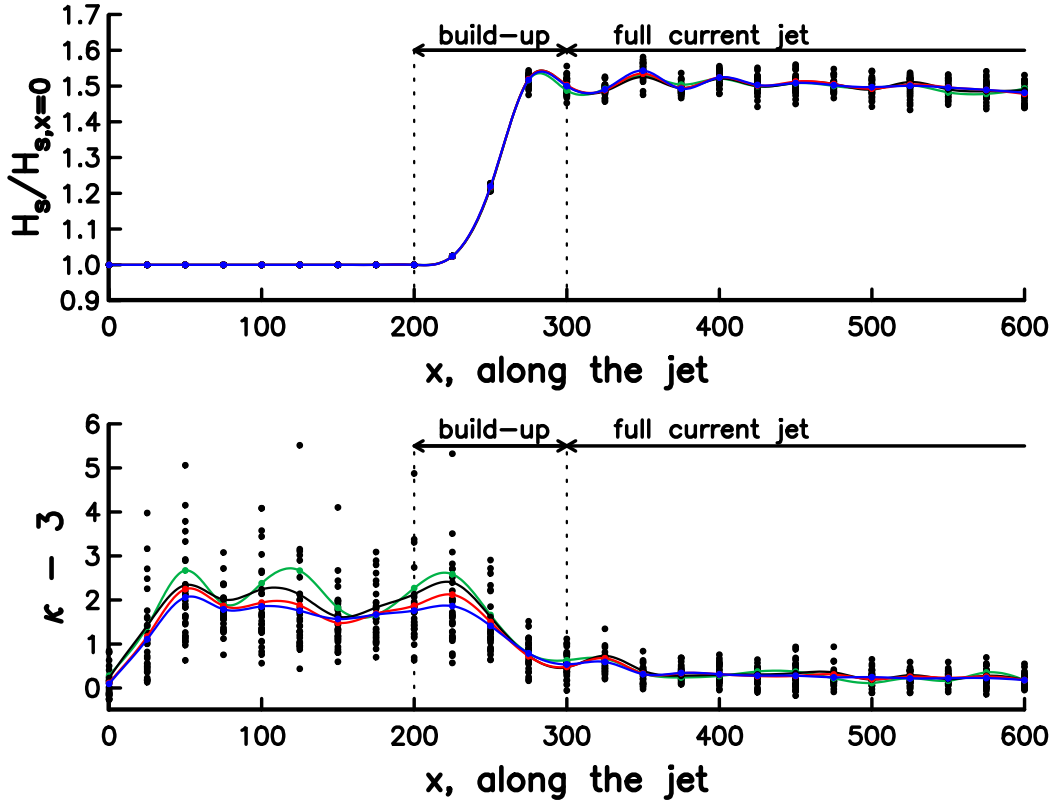 1.7
build-up full current jet
1.6
1.5
1.4
1.3
1.2
1.1
1.0
0.9
Hs/Hs,x=0
0 100 200 300 400 500 600
x, along the jet
6
build-up full current jet
5
4
3
2
1
0
κ - 3
0 100 200 300 400 500 600
x, along the jet